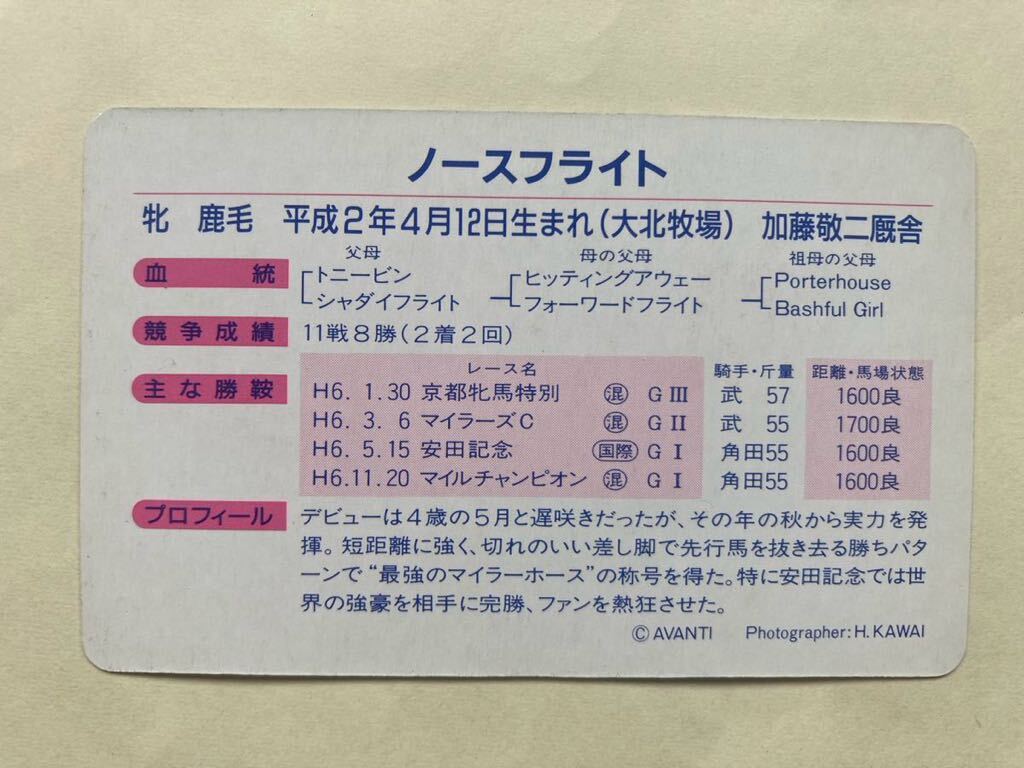 ノースフライト
牝 鹿毛 平成2年4月12日生まれ(大北牧場) 加藤敬二厩舎
父母 母の父母 祖母の父母
血統 トニービン ヒッティングアウェー Porterhouse
シャダイフライト フォーワードフライト Bashful Girl
競争成績 11戦8勝(2着2回)
レース名 騎手・斤量 距離・馬場状態
主な勝鞍 H6. 1.30 京都牝馬特別 混 GⅢ 武 57 1600良
H6. 3. 6 マイラーズC 混 GⅡ 武 55 1700良
H6. 5.15 安田記念 国際 GⅠ 角田55 1600良
H6.11.20 マイルチャンピオン 混 GⅠ 角田55 1600良
プロフィール デビューは4歳の5月と遅咲きだったが、その年の秋から実力を発
揮。短距離に強く、切れのいい差し脚で先行馬を抜き去る勝ちパタ
ーンで“最強のマイラーホース”の称号を得た。特に安田記念では世
界の強豪を相手に完勝、ファンを熱狂させた。
© AVANTI Photographer: H. KAWAI